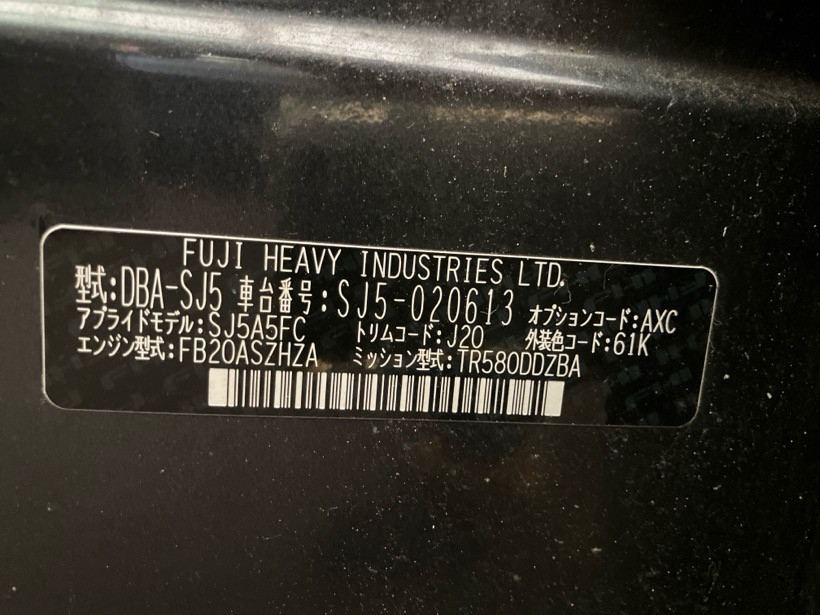 FUJI HEAVY INDUSTRIES LTD.
型式:DBA-SJ5 車台番号:SJ5-020613 オプションコード:AXC
アプライドモデル:SJ5A5FC トリムコード:J20 外装色コード:61K
エンジン型式:FB20ASZHZA ミッション型式:TR580DDZBA